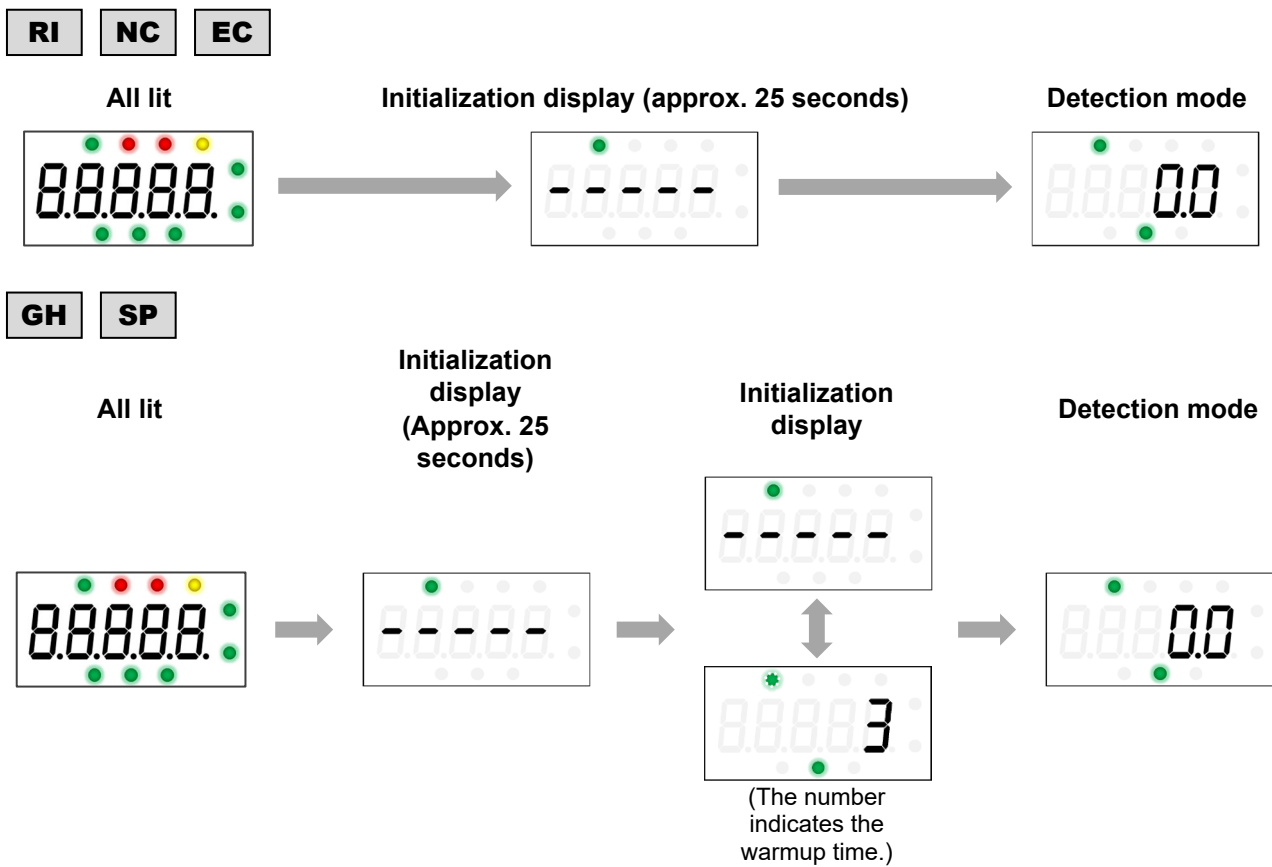 RI NC EC
All lit Initialization display (approx. 25 seconds) Detection mode
8.8.8.8.8. - - - - - 0.0
GH SP
All lit
Initialization
display
(Approx. 25
seconds)
Initialization
display
Detection mode
- - - - -
8.8.8.8.8. - - - - - 0.0
3
(The number
indicates the
warmup time.)